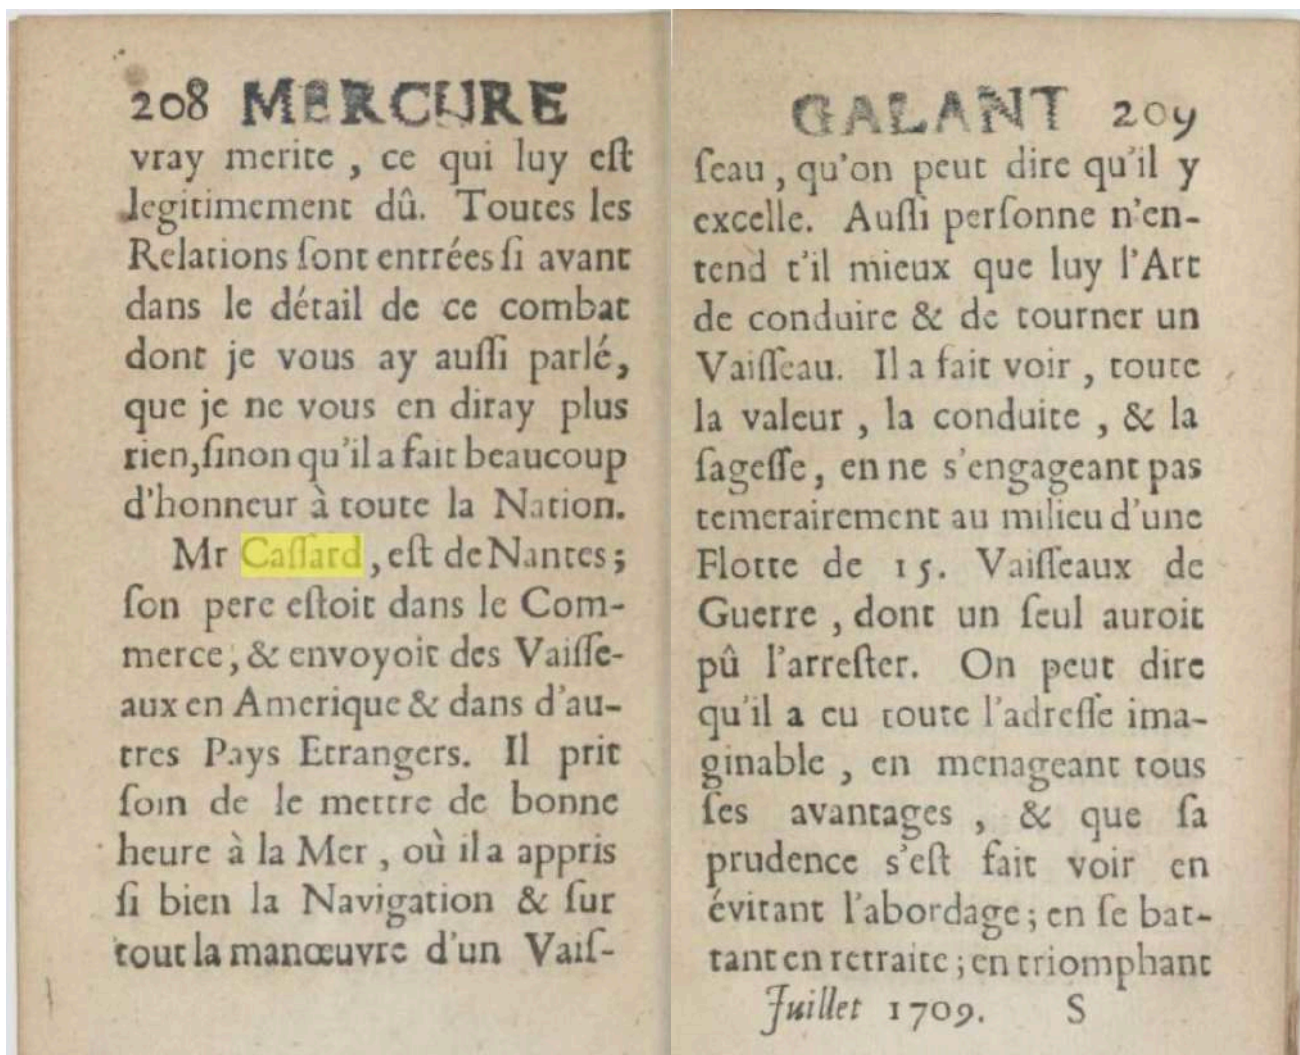 208 MERCURE
vray merite, ce qui luy eſt
legitimement dû. Toutes les
Relations ſont entrées ſi avant
dans le détail de ce combat
dont je vous ay auſſi parlé,
que je ne vous en diray plus
rien, ſinon qu'il a fait beaucoup
d'honneur à toute la Nation.
Mr Caſſard, eſt de Nantes;
ſon pere eſtoit dans le Com-
merce, & envoyoit des Vaiſſe-
aux en Amerique & dans d'au-
tres Pays Etrangers. Il prit
ſoin de le mettre de bonne
heure à la Mer, où il a appris
ſi bien la Navigation & ſur
tout la manœuvre d'un Vaiſ-
GALANT 209
ſeau, qu'on peut dire qu'il y
excelle. Auſſi perſonne n'en-
tend t'il mieux que luy l'Art
de conduire & de tourner un
Vaiſſeau. Il a fait voir, toute
la valeur, la conduite, & la
ſageſſe, en ne s'engageant pas
temerairement au milieu d'une
Flotte de 15. Vaiſſeaux de
Guerre, dont un ſeul auroit
pû l'arreſter. On peut dire
qu'il a eu toute l'adreſſe ima-
ginable, en menageant tous
ſes avantages, & que ſa
prudence s'eſt fait voir en
évitant l'abordage; en ſe bat-
tant en retraite; en triomphant
Juillet 1709. S